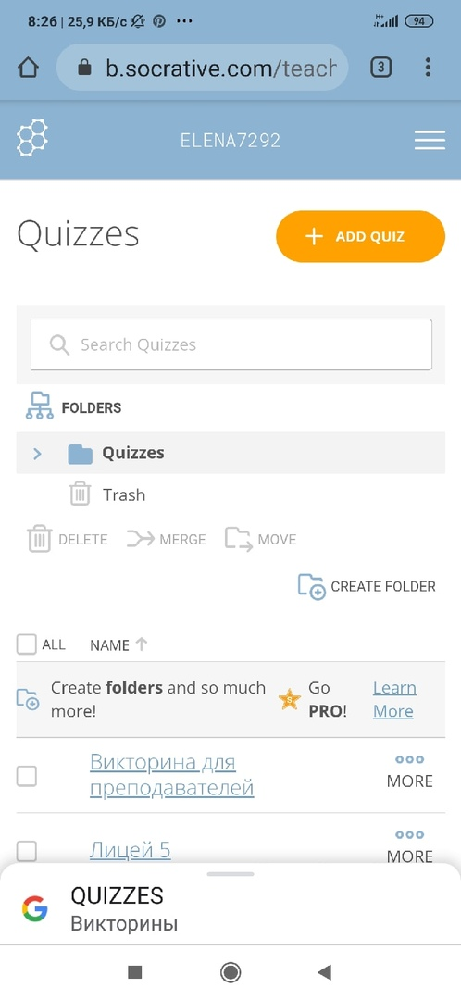 8:26 | 25,9 КБ/с ...
H+ 94
b.socrative.com/teach
3
ELENA7292
Quizzes
+ ADD QUIZ
Search Quizzes
FOLDERS
Quizzes
Trash
DELETE MERGE MOVE
CREATE FOLDER
ALL NAME
Create folders and so much more!
Go PRO!
Learn More
Викторина для
преподавателей
MORE
Лицей 5
MORE
QUIZZES
Викторины